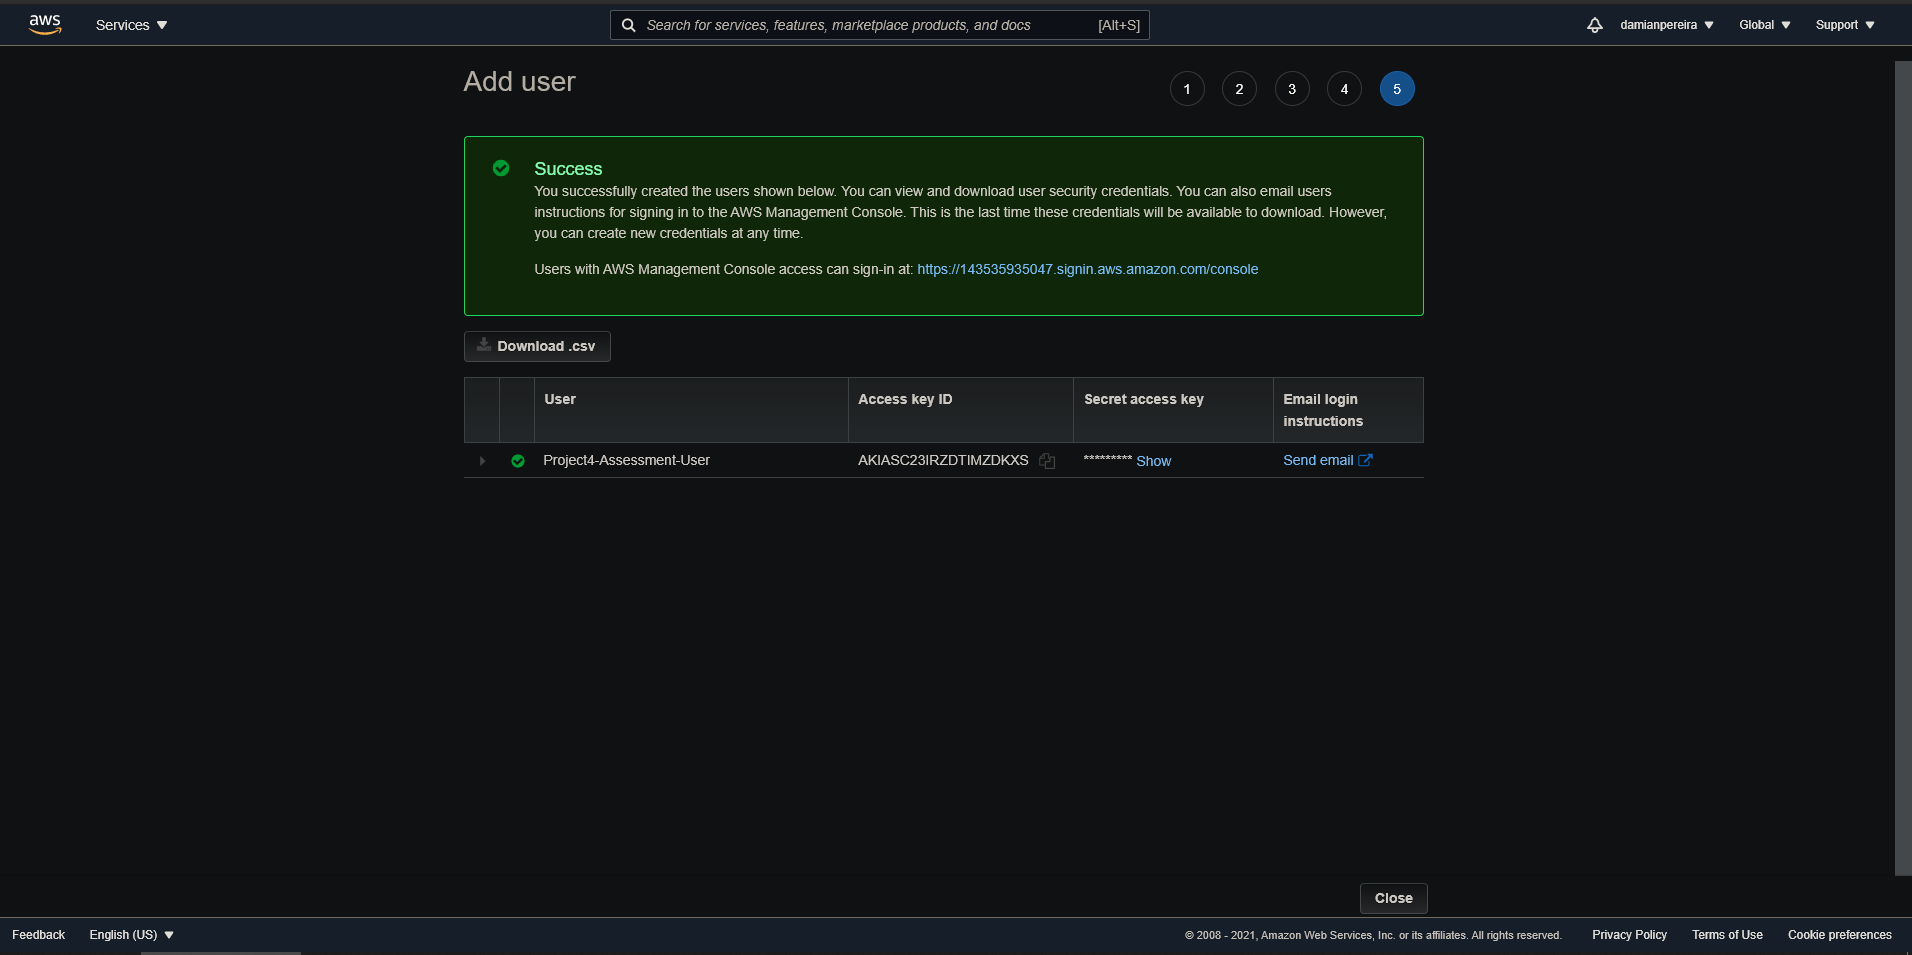 aws
Services
Search for services, features, marketplace products, and docs
[Alt+S]
damianpereira
Global
Support
Add user
1
2
3
4
5
Success
You successfully created the users shown below. You can view and download user security credentials. You can also email users
instructions for signing in to the AWS Management Console. This is the last time these credentials will be available to download. However,
you can create new credentials at any time.
Users with AWS Management Console access can sign-in at: https://143535935047.signin.aws.amazon.com/console
Download .csv
User
Access key ID
Secret access key
Email login
instructions
Project4-Assessment-User
AKIASC23IRZDTIMZDKXS
********* Show
Send email
Close
Feedback
English (US)
© 2008 - 2021, Amazon Web Services, Inc. or its affiliates. All rights reserved.
Privacy Policy
Terms of Use
Cookie preferences